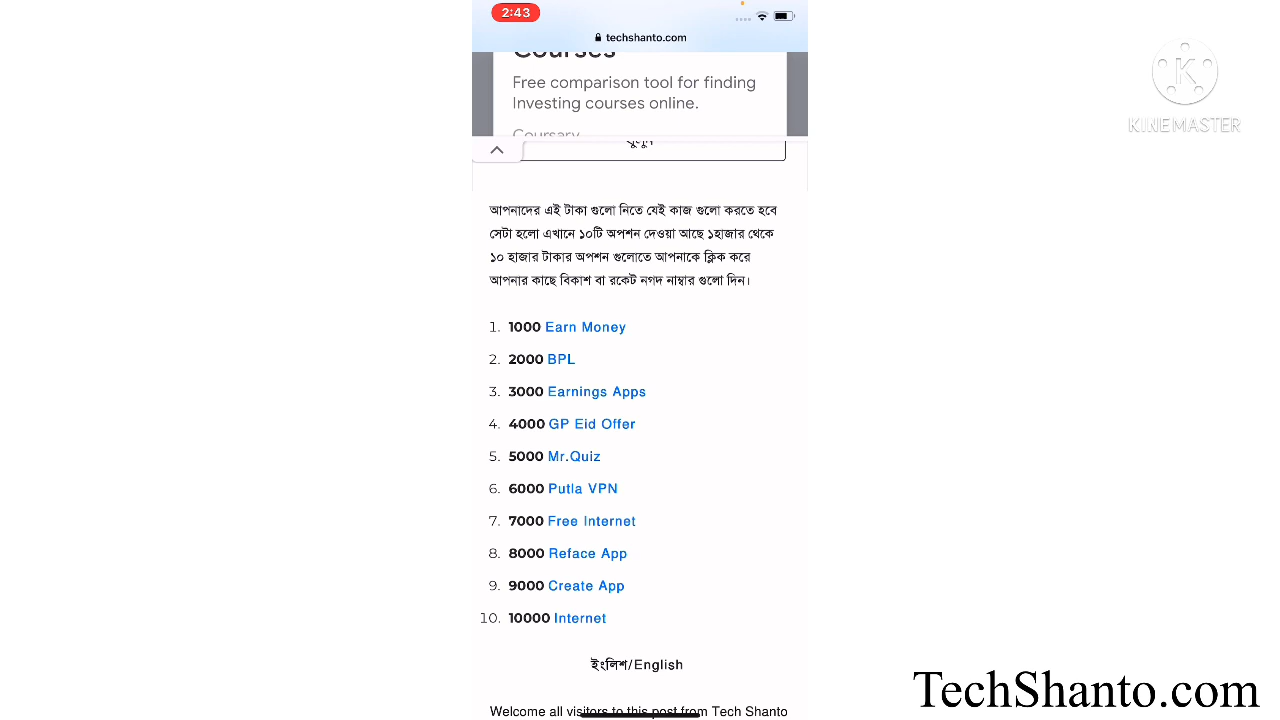 2:43
techshanto.com
Courses
Free comparison tool for finding
Investing courses online.
Coursary
খুলুন
আপনাদের এই টাকা গুলো নিতে যেই কাজ গুলো করতে হবে
সেটা হলো এখানে ১০টি অপশন দেওয়া আছে ১হাজার থেকে
১০ হাজার টাকার অপশন গুলোতে আপনাকে ক্লিক করে
আপনার কাছে বিকাশ বা রকেট নগদ নাম্বার গুলো দিন।
1. 1000 Earn Money
2. 2000 BPL
3. 3000 Earnings Apps
4. 4000 GP Eid Offer
5. 5000 Mr.Quiz
6. 6000 Putla VPN
7. 7000 Free Internet
8. 8000 Reface App
9. 9000 Create App
10. 10000 Internet
ইংলিশ/English
Welcome all visitors to this post from Tech Shanto
K
KINEMASTER
TechShanto.com